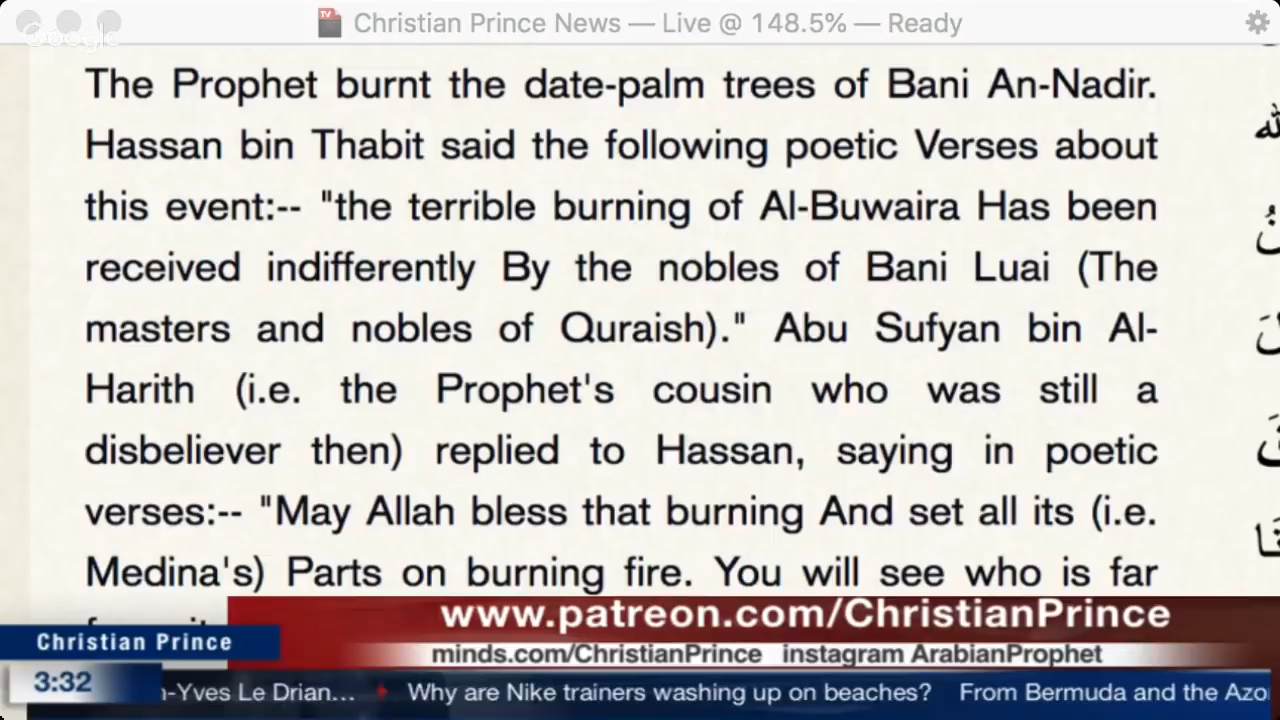 Christian Prince News — Live @ 148.5% — Ready
Google
The Prophet burnt the date-palm trees of Bani An-Nadir.
Hassan bin Thabit said the following poetic Verses about
this event:-- "the terrible burning of Al-Buwaira Has been
received indifferently By the nobles of Bani Luai (The
masters and nobles of Quraish)." Abu Sufyan bin Al-
Harith (i.e. the Prophet's cousin who was still a
disbeliever then) replied to Hassan, saying in poetic
verses:-- "May Allah bless that burning And set all its (i.e.
Medina's) Parts on burning fire. You will see who is far
www.patreon.com/ChristianPrince
Christian Prince
minds.com/ChristianPrince instagram ArabianProphet
3:32
-Yves Le Drian... Why are Nike trainers washing up on beaches? From Bermuda and the Azo